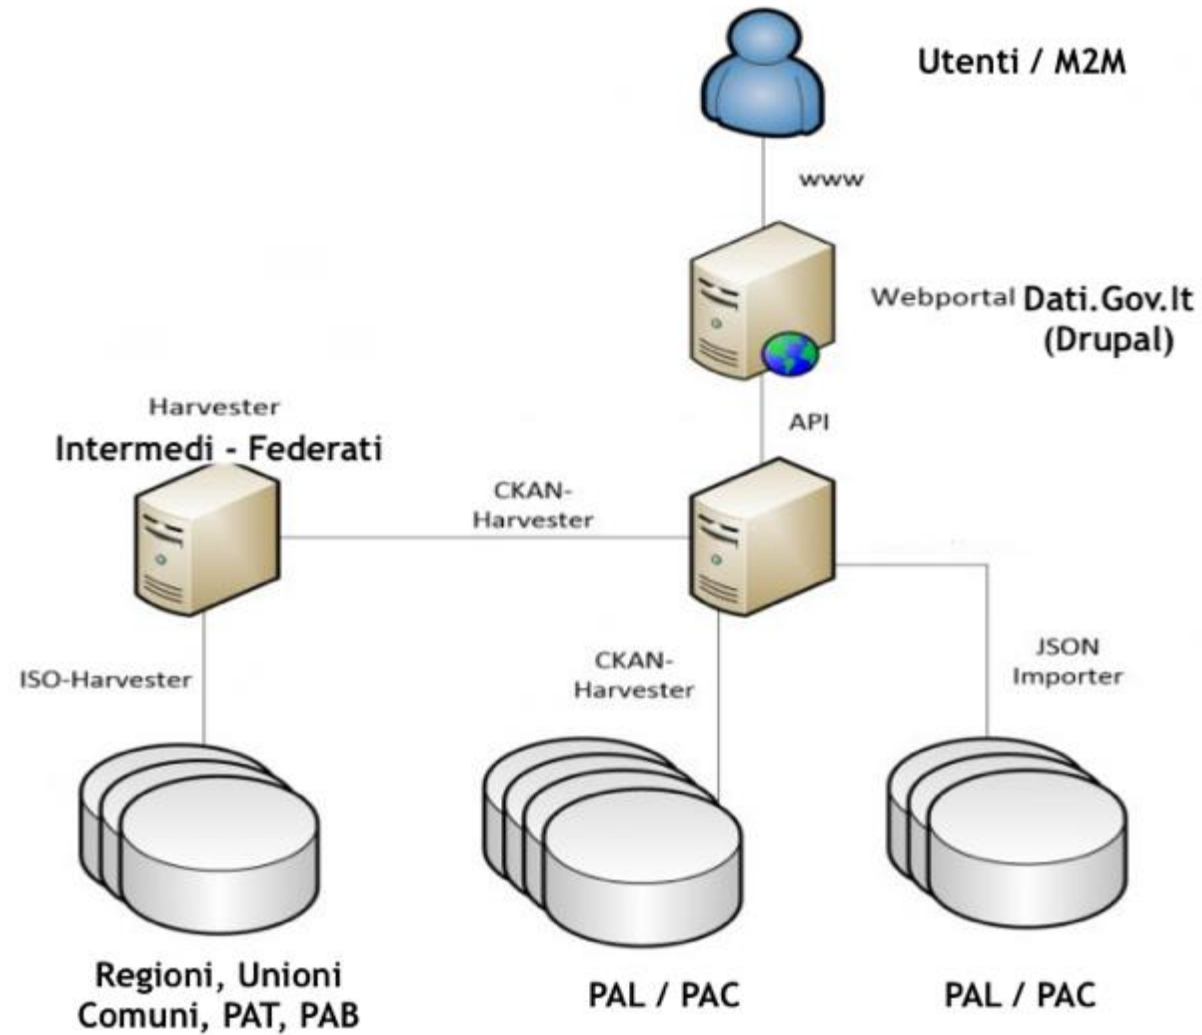 Utenti / M2M
www
Webportal Dati.Gov.It
(Drupal)
API
Harvester
Intermedi - Federati
CKAN-
Harvester
ISO-Harvester
CKAN-
Harvester
JSON
Importer
Regioni, Unioni
Comuni, PAT, PAB
PAL / PAC
PAL / PAC